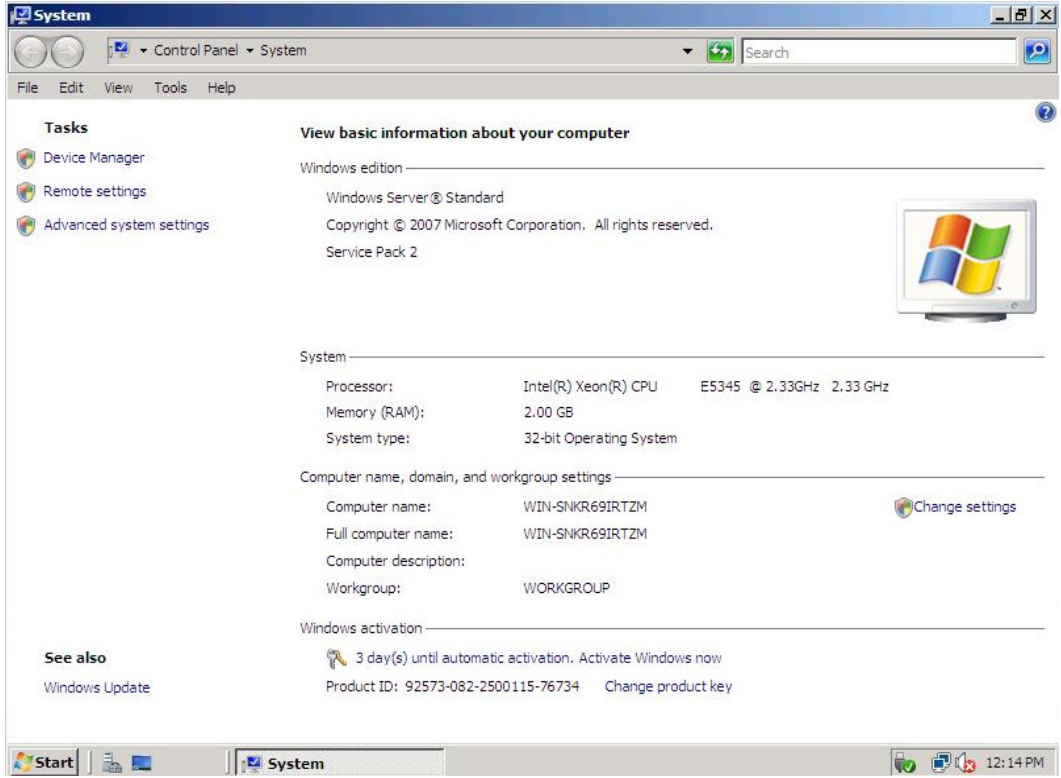 System
Control Panel System
Search
File Edit View Tools Help
Tasks
Device Manager
Remote settings
Advanced system settings
See also
Windows Update
View basic information about your computer
Windows edition
Windows Server® Standard
Copyright © 2007 Microsoft Corporation. All rights reserved.
Service Pack 2
System
Processor: Intel(R) Xeon(R) CPU E5345 @ 2.33GHz 2.33 GHz
Memory (RAM): 2.00 GB
System type: 32-bit Operating System
Computer name, domain, and workgroup settings
Computer name: WIN-SNKR69IRTZM
Change settings
Full computer name: WIN-SNKR69IRTZM
Computer description:
Workgroup: WORKGROUP
Windows activation
3 day(s) until automatic activation. Activate Windows now
Product ID: 92573-082-2500115-76734 Change product key
Start
System
12:14 PM